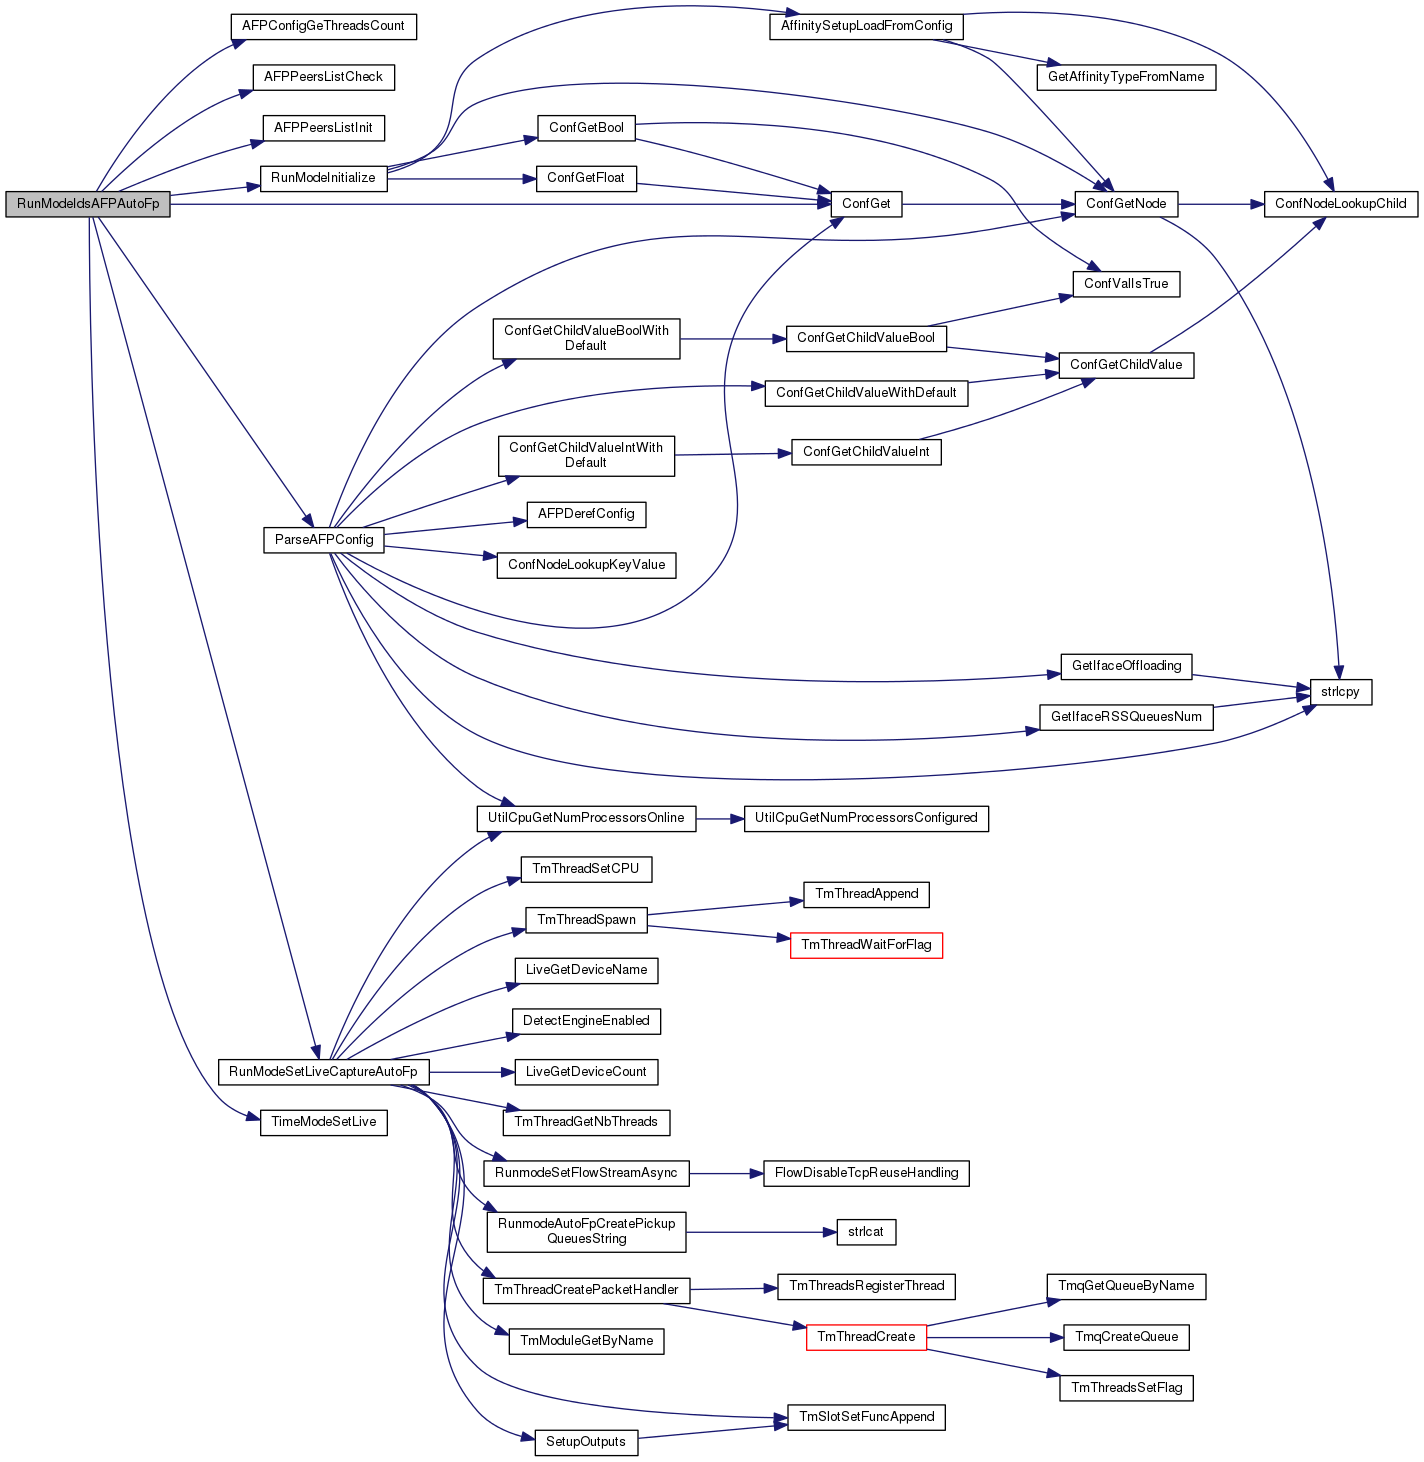 AFPConfigGeThreadsCount
AffinitySetupLoadFromConfig
AFPPeersListCheck
GetAffinityTypeFromName
AFPPeersListInit
ConfGetBool
RunModeInitialize
ConfGetFloat
RunModeIdsAFPAutoFp
ConfGet
ConfGetNode
ConfNodeLookupChild
ConfValIsTrue
ConfGetChildValueBoolWith
Default
ConfGetChildValueBool
ConfGetChildValue
ConfGetChildValueWithDefault
ConfGetChildValueIntWith
Default
ConfGetChildValueInt
AFPDerefConfig
ParseAFPConfig
ConfNodeLookupKeyValue
GetIfaceOffloading
strlcpy
GetIfaceRSSQueuesNum
UtilCpuGetNumProcessorsOnline
UtilCpuGetNumProcessorsConfigured
TmThreadSetCPU
TmThreadAppend
TmThreadSpawn
TmThreadWaitForFlag
LiveGetDeviceName
DetectEngineEnabled
RunModeSetLiveCaptureAutoFp
LiveGetDeviceCount
TimeModeSetLive
TmThreadGetNbThreads
RunmodeSetFlowStreamAsync
FlowDisableTcpReuseHandling
RunmodeAutoFpCreatePickup
QueuesString
strlcat
TmThreadCreatePacketHandler
TmThreadsRegisterThread
TmqGetQueueByName
TmThreadCreate
TmqCreateQueue
TmModuleGetByName
TmThreadsSetFlag
TmSlotSetFuncAppend
SetupOutputs